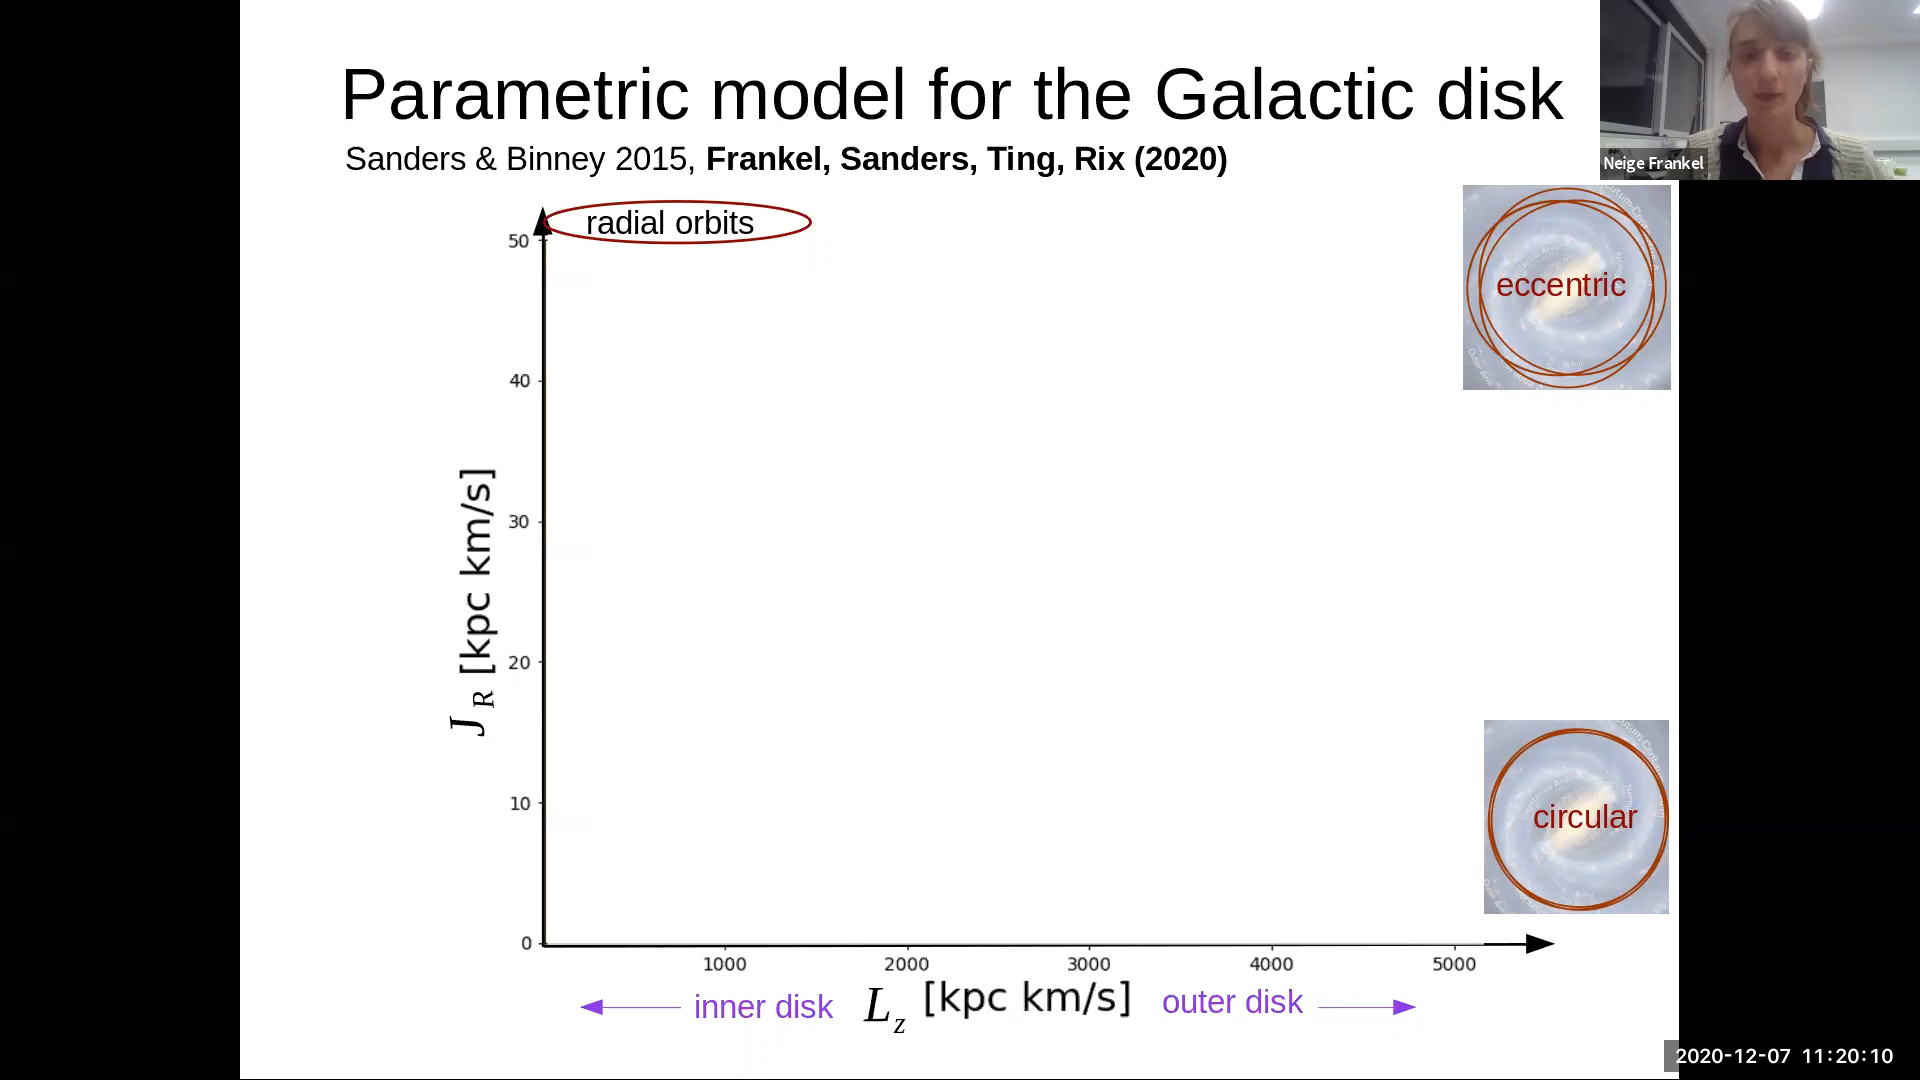 Parametric model for the Galactic disk
Sanders & Binney 2015, Frankel, Sanders, Ting, Rix (2020)
Neige Frankel
radial orbits
50
40
30
20
10
0
J R [kpc km/s]
eccentric
circular
1000 2000 3000 4000 5000
inner disk L z [kpc km/s] outer disk
2020-12-07 11:20:10